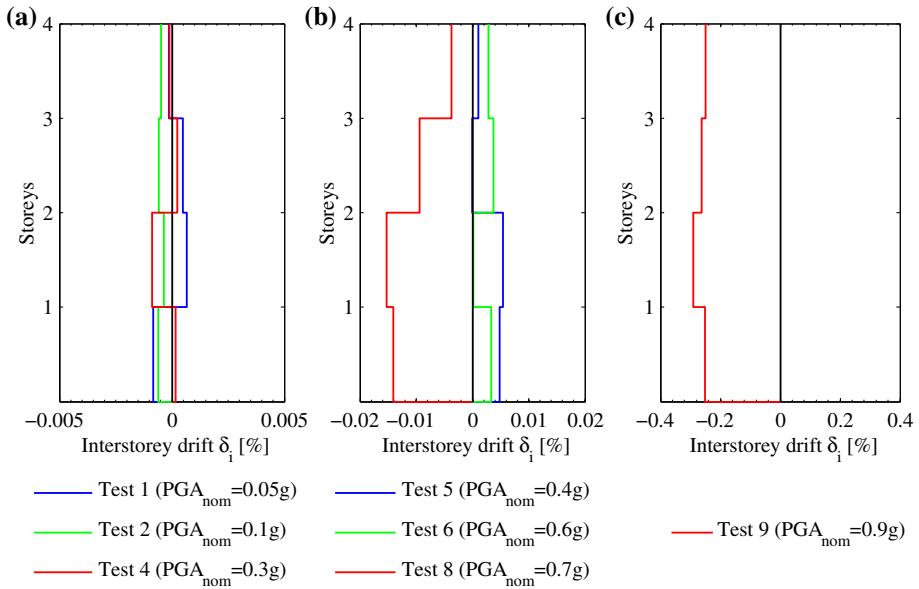 (a)
(b)
(c)
4
3
2
1
Storeys
−0.005
0
0.005
Interstorey drift δi [%]
4
3
2
1
Storeys
−0.02
−0.01
0
0.01
0.02
Interstorey drift δi [%]
4
3
2
1
Storeys
−0.4
−0.2
0
0.2
0.4
Interstorey drift δi [%]
Test 1 (PGAnom=0.05g)
Test 2 (PGAnom=0.1g)
Test 4 (PGAnom=0.3g)
Test 5 (PGAnom=0.4g)
Test 6 (PGAnom=0.6g)
Test 8 (PGAnom=0.7g)
Test 9 (PGAnom=0.9g)